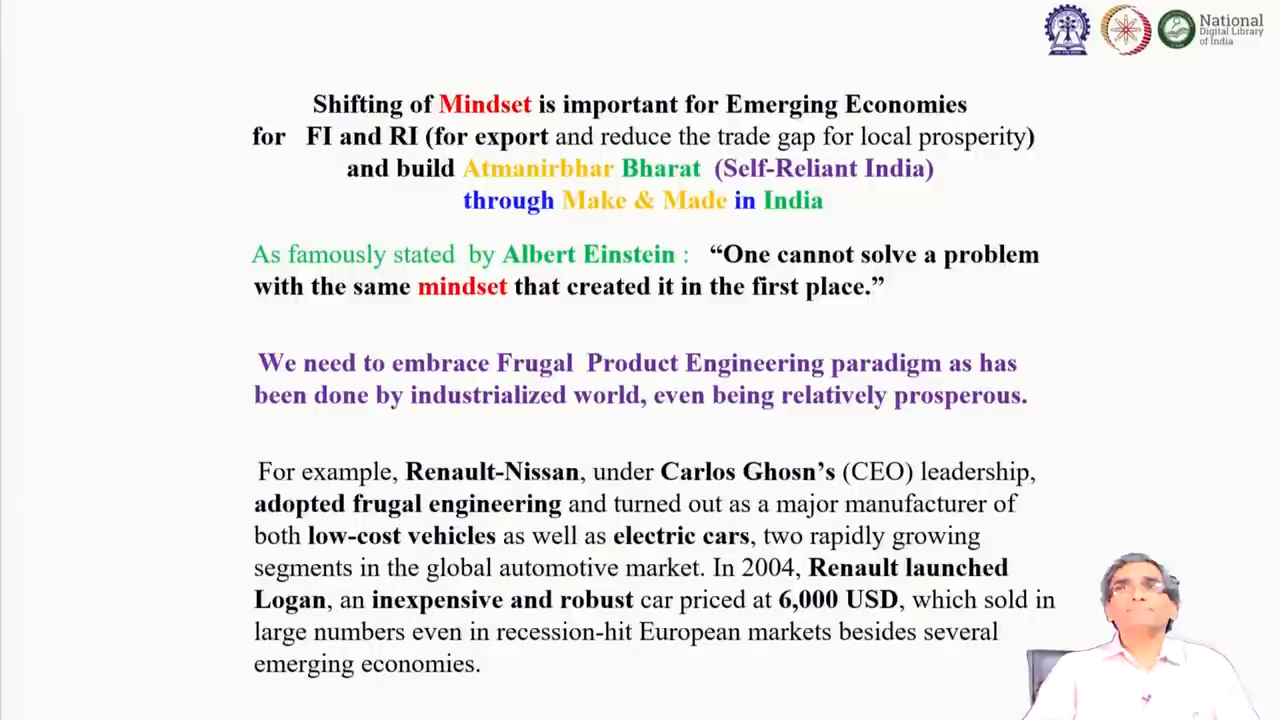 National
Digital Library
of India
Shifting of Mindset is important for Emerging Economies
for FI and RI (for export and reduce the trade gap for local prosperity)
and build Atmanirbhar Bharat (Self-Reliant India)
through Make & Made in India
As famously stated by Albert Einstein : “One cannot solve a problem
with the same mindset that created it in the first place.”
We need to embrace Frugal Product Engineering paradigm as has
been done by industrialized world, even being relatively prosperous.
For example, Renault-Nissan, under Carlos Ghosn’s (CEO) leadership,
adopted frugal engineering and turned out as a major manufacturer of
both low-cost vehicles as well as electric cars, two rapidly growing
segments in the global automotive market. In 2004, Renault launched
Logan, an inexpensive and robust car priced at 6,000 USD, which sold in
large numbers even in recession-hit European markets besides several
emerging economies.